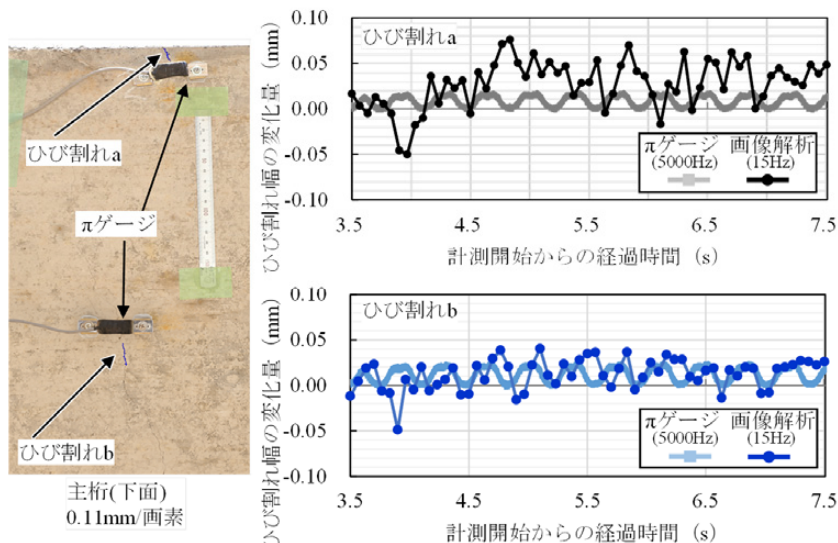 ひび割れa
πゲージ
ひび割れb
主桁(下面)
0.11mm/画素
ひび割れ幅の変化量 (mm)
0.10
0.05
0.00
-0.05
-0.10
ひび割れa
πゲージ 画像解析
(5000Hz) (15Hz)
3.5 4.5 5.5 6.5 7.5
計測開始からの経過時間 (s)
ひび割れ幅の変化量 (mm)
0.10
0.05
0.00
-0.05
-0.10
ひび割れb
πゲージ 画像解析
(5000Hz) (15Hz)
3.5 4.5 5.5 6.5 7.5
計測開始からの経過時間 (s)